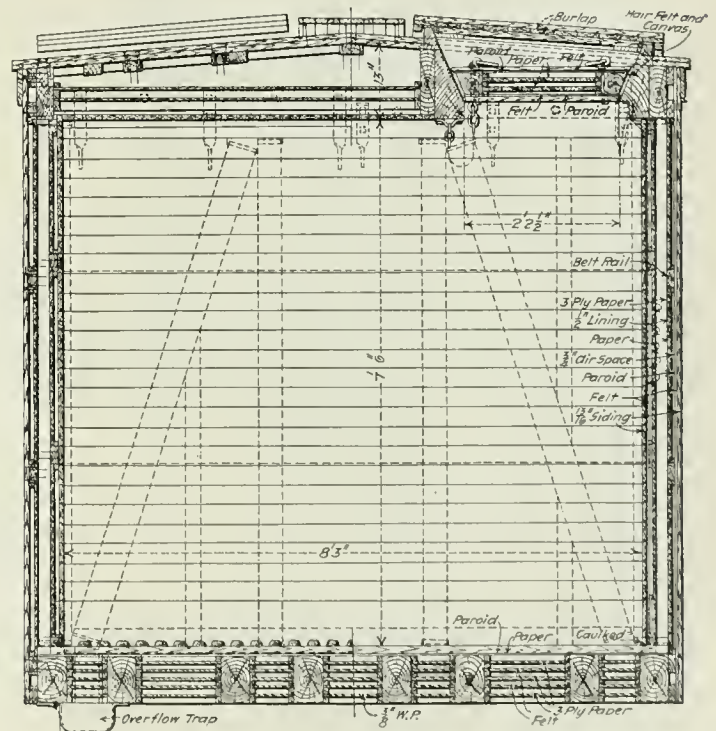 Burlap
Hair Felt and
Canvas
Paroid
Paper
Felt
13"
Felt
Paroid
2'2½"
Belt Rail
3 Ply Paper
½" Lining
Paper
¾" Air Space
Paroid
Felt
13/16" Siding
7'6"
8'3"
Paroid
Paper
Caulked
Overflow Trap
⅜" W.P.
Felt
3 Ply Paper